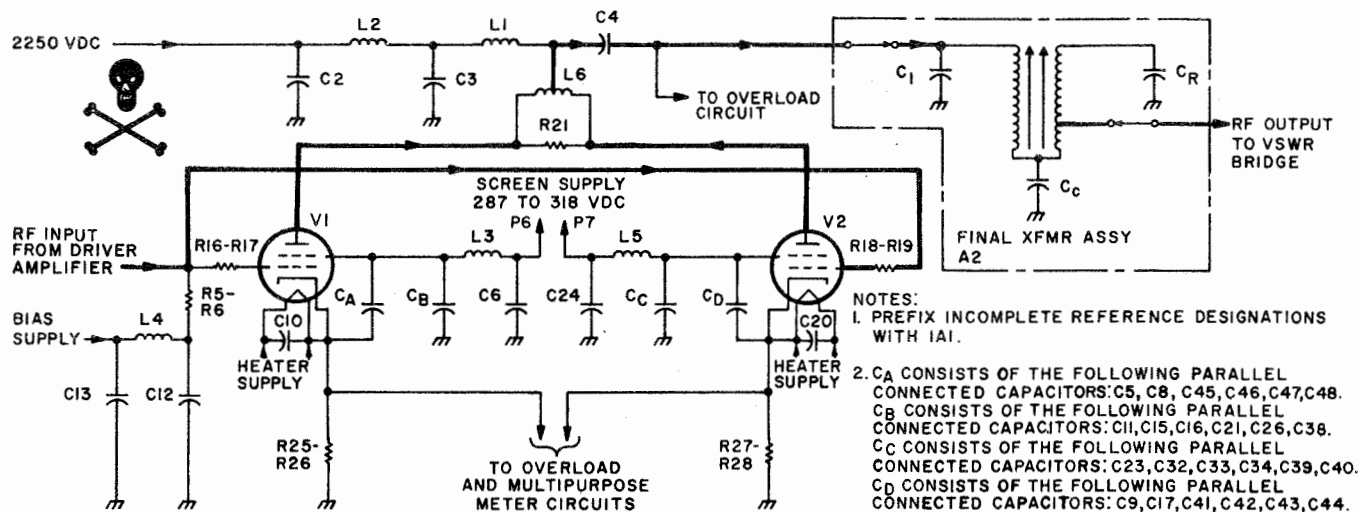 2250 VDC
L2
L1
C4
C2
C3
L6
TO OVERLOAD
CIRCUIT
R21
C1
CR
CC
RF OUTPUT
TO VSWR
BRIDGE
FINAL XFMR ASSY
A2
SCREEN SUPPLY
287 TO 318 VDC
P6
P7
V1
V2
RF INPUT
FROM DRIVER
AMPLIFIER
R16-R17
L3
L5
R18-R19
R5-
R6
CA
CB
C6
C24
CC
CD
BIAS
SUPPLY
L4
C10
C20
HEATER
SUPPLY
HEATER
SUPPLY
C13
C12
R25-
R26
R27-
R28
TO OVERLOAD
AND MULTIPURPOSE
METER CIRCUITS
NOTES:
1. PREFIX INCOMPLETE REFERENCE DESIGNATIONS
WITH 1A1.
2. CA CONSISTS OF THE FOLLOWING PARALLEL
CONNECTED CAPACITORS: C5, C8, C45, C46, C47, C48.
CB CONSISTS OF THE FOLLOWING PARALLEL
CONNECTED CAPACITORS: C11, C15, C16, C21, C26, C38.
CC CONSISTS OF THE FOLLOWING PARALLEL
CONNECTED CAPACITORS: C23, C32, C33, C34, C39, C40.
CD CONSISTS OF THE FOLLOWING PARALLEL
CONNECTED CAPACITORS: C9, C17, C41, C42, C43, C44.